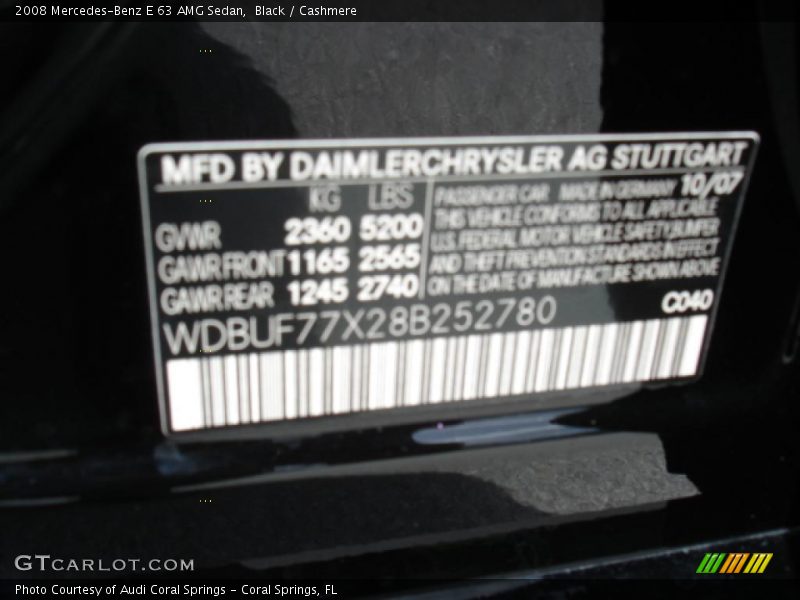 2008 Mercedes-Benz E 63 AMG Sedan,  Black / Cashmere
MFD BY DAIMLERCHRYSLER AG STUTTGART
KG LBS
GVWR 2360 5200
GAWR FRONT 1165 2565
GAWR REAR 1245 2740
PASSENGER CAR MADE IN GERMANY 10/07
THIS VEHICLE CONFORMS TO ALL APPLICABLE
U.S. FEDERAL MOTOR VEHICLE SAFETY, BUMPER
AND THEFT PREVENTION STANDARDS IN EFFECT
ON THE DATE OF MANUFACTURE SHOWN ABOVE
WDBUF77X28B252780 C040
GTCARLOT.COM
Photo Courtesy of Audi Coral Springs - Coral Springs, FL